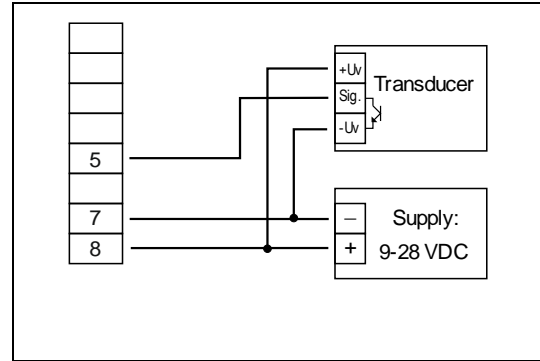 +Uv
Sig.
-Uv
Transducer
5
7
8
–
+
Supply:
9-28 VDC